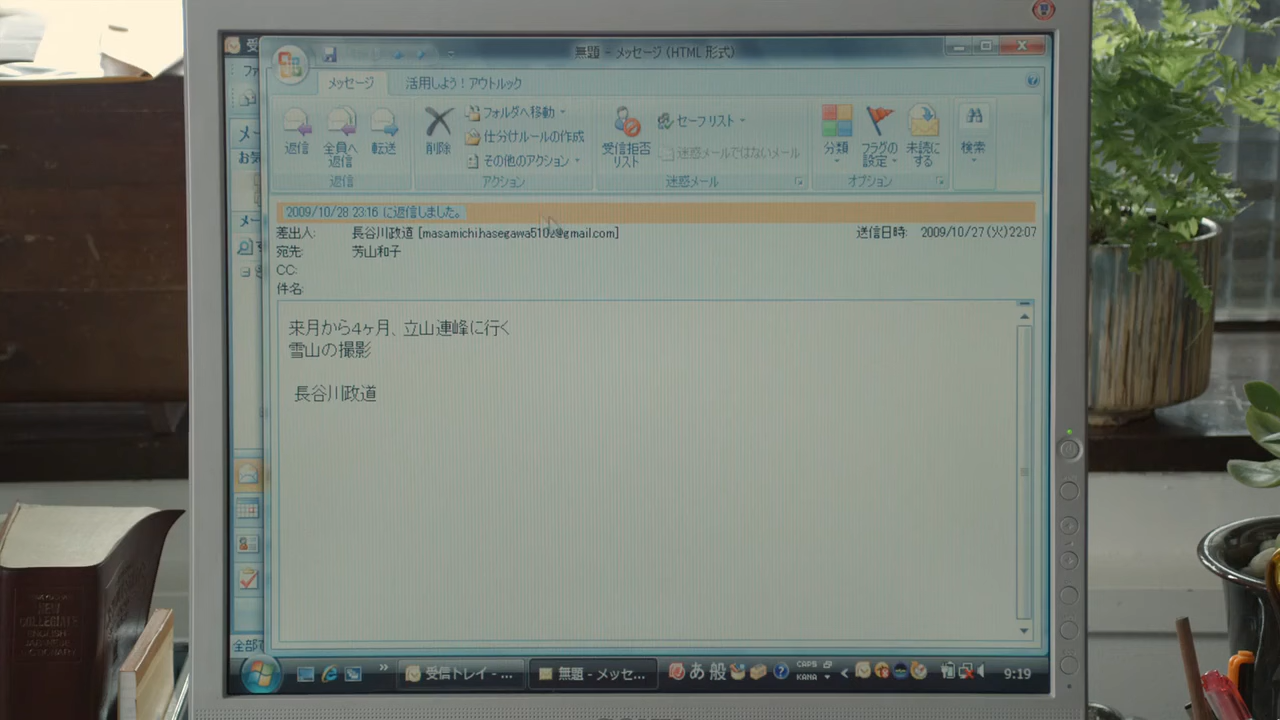 無題 - メッセージ (HTML 形式)
メッセージ
活用しよう！アウトルック
返信
全員へ
返信
転送
返信
削除
フォルダへ移動
仕分けルールの作成
その他のアクション
アクション
受信拒否
リスト
セーフ リスト
迷惑メールではないメール
迷惑メール
分類
フラグの
設定
未読に
する
オプション
検索
2009/10/28 23:16 に返信しました。
差出人: 長谷川政道 [masamichi.hasegawa5102@gmail.com]
送信日時: 2009/10/27(火)22:07
宛先: 芳山和子
CC:
件名:
来月から4ヶ月、立山連峰に行く
雪山の撮影
長谷川政道
全部
受信トレイ - ...
無題 - メッセ...
あ 般
CAPS
KANA
9:19
NEW
COLLEGIATE